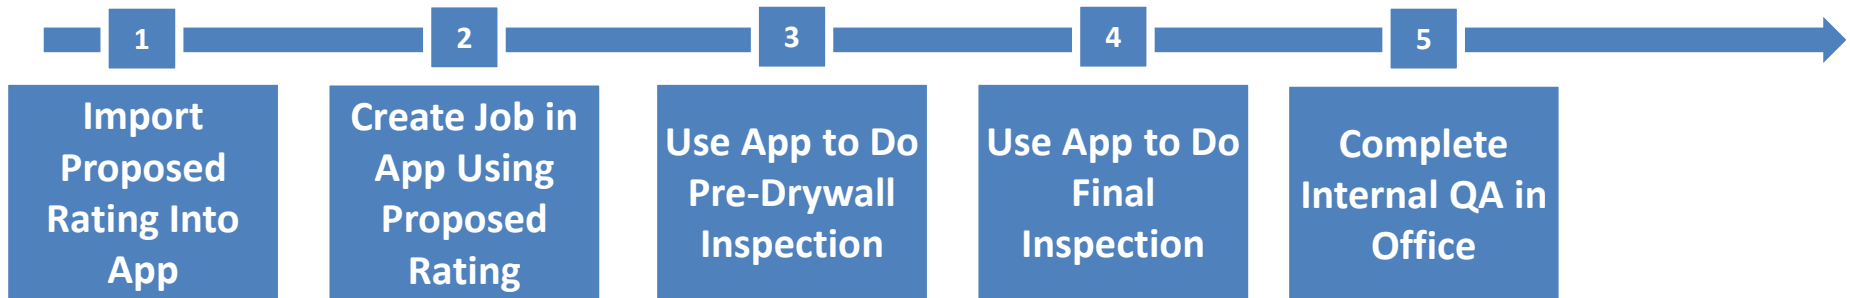 1
2
3
4
5
Import
Proposed
Rating Into
App
Create Job in
App Using
Proposed
Rating
Use App to Do
Pre-Drywall
Inspection
Use App to Do
Final
Inspection
Complete
Internal QA in
Office